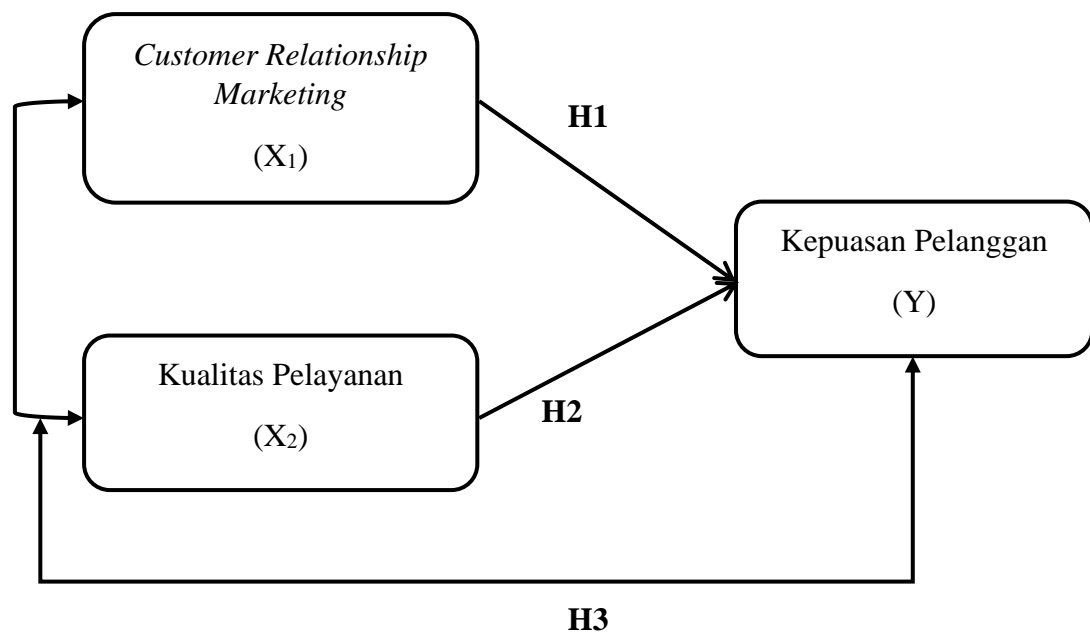 Customer Relationship
Marketing
(X₁)
H1
Kepuasan Pelanggan
(Y)
Kualitas Pelayanan
(X₂)
H2
H3